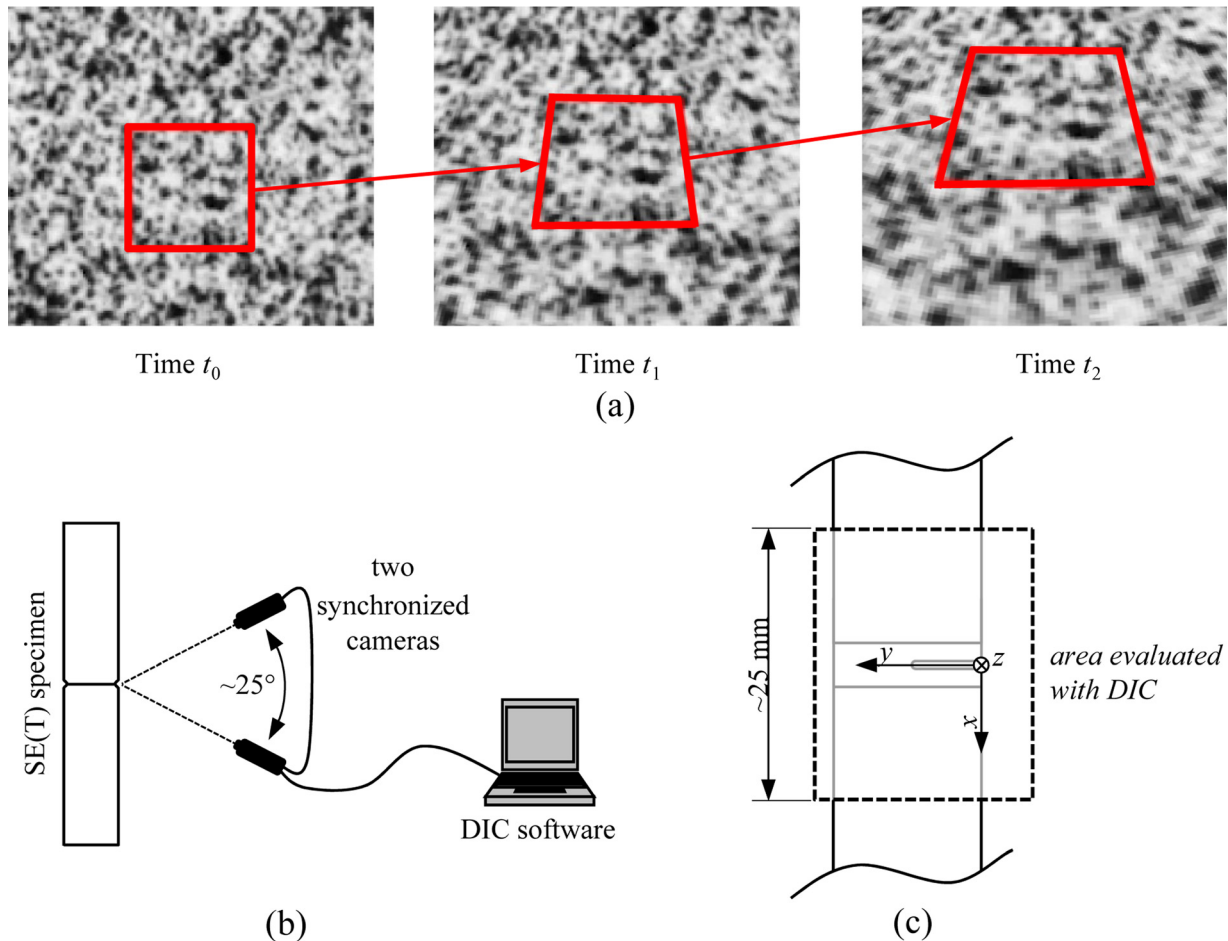 Time t₀
Time t₁
Time t₂
(a)
SE(T) specimen
two
synchronized
cameras
~25°
DIC software
(b)
~25 mm
y
z
x
area evaluated
with DIC
(c)